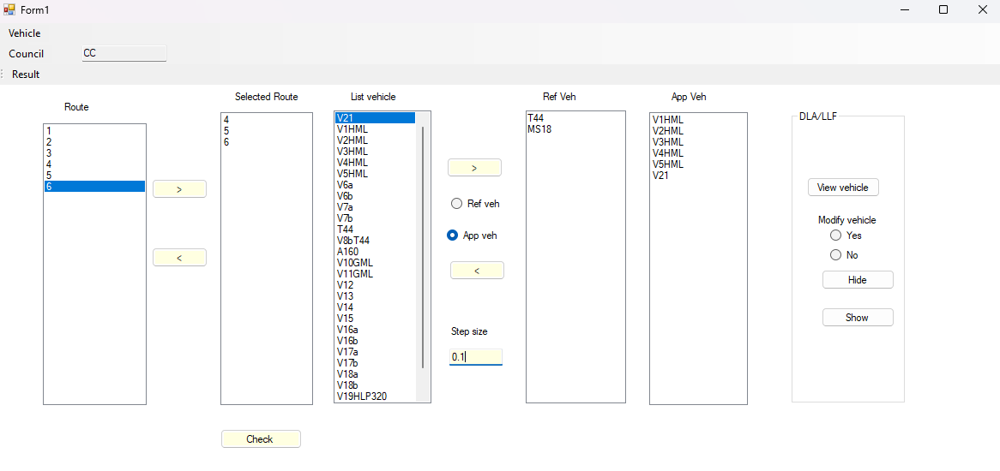 Form1
Vehicle
Council CC
Result
Route
1
2
3
4
5
6
>
<
Selected Route
4
5
6
List vehicle
V21
V1HML
V2HML
V3HML
V4HML
V5HML
V6a
V6b
V7a
V7b
T44
V8bT44
A160
V10GML
V11GML
V12
V13
V14
V15
V16a
V16b
V17a
V17b
V18a
V18b
V19HLP320
>
Ref veh
App veh
<
Step size
0.1
Ref Veh
T44
MS18
App Veh
V1HML
V2HML
V3HML
V4HML
V5HML
V21
DLA/LLF
View vehicle
Modify vehicle
Yes
No
Hide
Show
Check